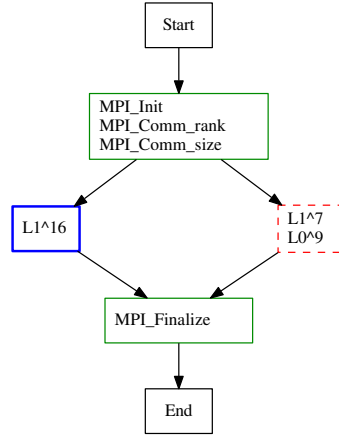 Start
MPI_Init
MPI_Comm_rank
MPI_Comm_size
L1^16
L1^7
L0^9
MPI_Finalize
End